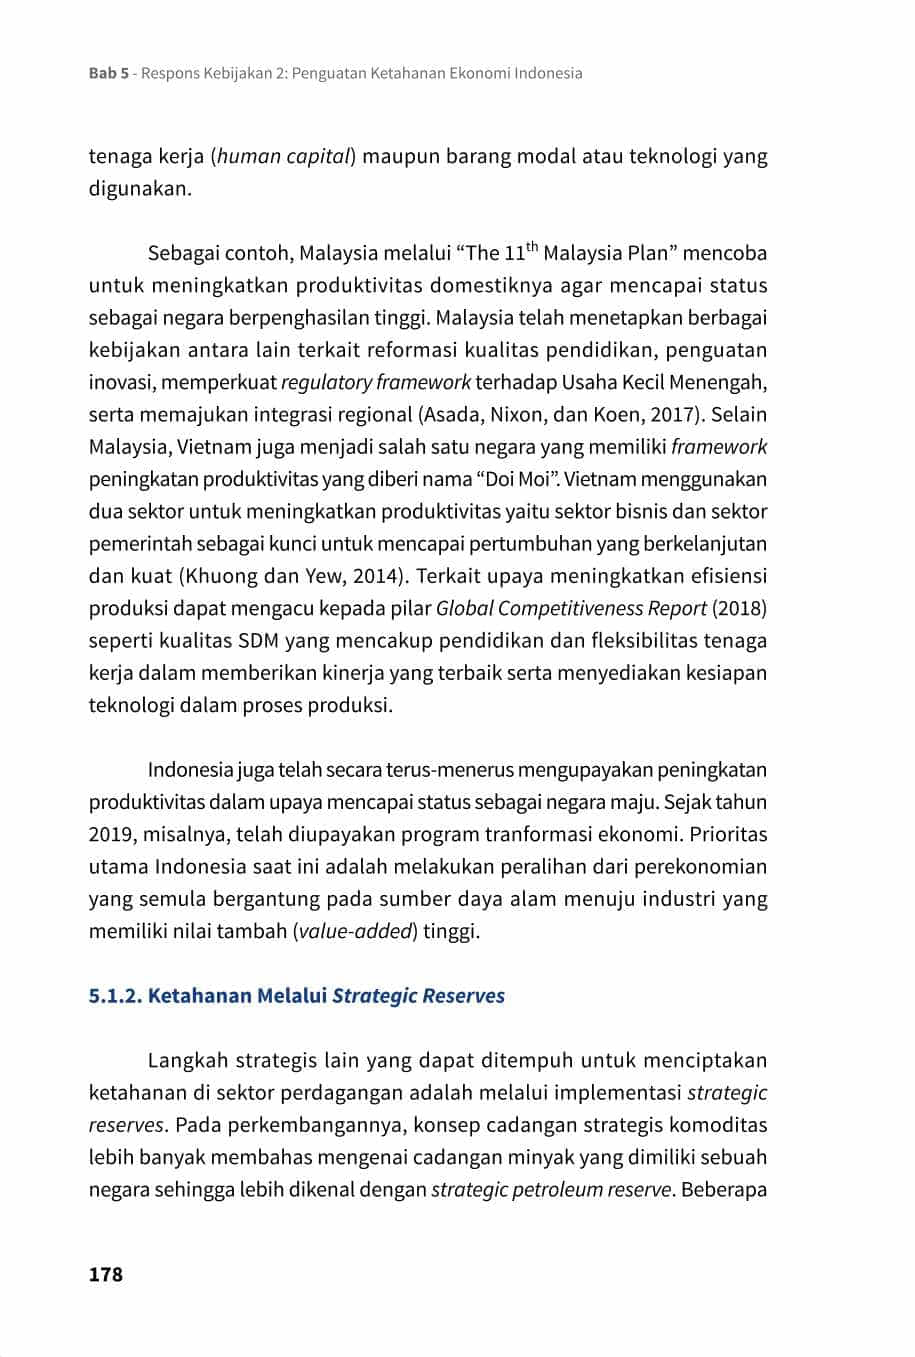 Bab 5 - Respons Kebijakan 2: Penguatan Ketahanan Ekonomi Indonesia
tenaga kerja (human capital) maupun barang modal atau teknologi yang
digunakan.
Sebagai contoh, Malaysia melalui “The 11th Malaysia Plan” mencoba
untuk meningkatkan produktivitas domestiknya agar mencapai status
sebagai negara berpenghasilan tinggi. Malaysia telah menetapkan berbagai
kebijakan antara lain terkait reformasi kualitas pendidikan, penguatan
inovasi, memperkuat regulatory framework terhadap Usaha Kecil Menengah,
serta memajukan integrasi regional (Asada, Nixon, dan Koen, 2017). Selain
Malaysia, Vietnam juga menjadi salah satu negara yang memiliki framework
peningkatan produktivitas yang diberi nama “Doi Moi”. Vietnam menggunakan
dua sektor untuk meningkatkan produktivitas yaitu sektor bisnis dan sektor
pemerintah sebagai kunci untuk mencapai pertumbuhan yang berkelanjutan
dan kuat (Khuong dan Yew, 2014). Terkait upaya meningkatkan efisiensi
produksi dapat mengacu kepada pilar Global Competitiveness Report (2018)
seperti kualitas SDM yang mencakup pendidikan dan fleksibilitas tenaga
kerja dalam memberikan kinerja yang terbaik serta menyediakan kesiapan
teknologi dalam proses produksi.
Indonesia juga telah secara terus-menerus mengupayakan peningkatan
produktivitas dalam upaya mencapai status sebagai negara maju. Sejak tahun
2019, misalnya, telah diupayakan program tranformasi ekonomi. Prioritas
utama Indonesia saat ini adalah melakukan peralihan dari perekonomian
yang semula bergantung pada sumber daya alam menuju industri yang
memiliki nilai tambah (value-added) tinggi.
5.1.2. Ketahanan Melalui Strategic Reserves
Langkah strategis lain yang dapat ditempuh untuk menciptakan
ketahanan di sektor perdagangan adalah melalui implementasi strategic
reserves. Pada perkembangannya, konsep cadangan strategis komoditas
lebih banyak membahas mengenai cadangan minyak yang dimiliki sebuah
negara sehingga lebih dikenal dengan strategic petroleum reserve. Beberapa
178